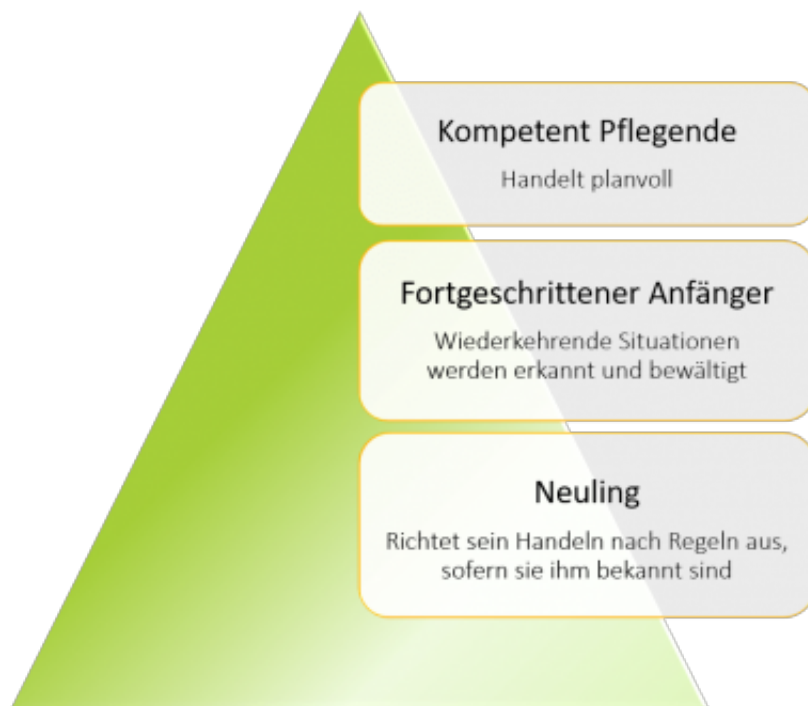 Kompetent Pflegende
Handelt planvoll
Fortgeschrittener Anfänger
Wiederkehrende Situationen
werden erkannt und bewältigt
Neuling
Richtet sein Handeln nach Regeln aus,
sofern sie ihm bekannt sind